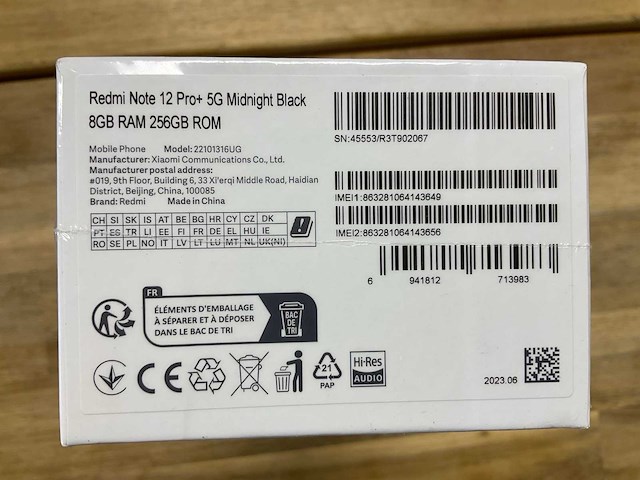 Redmi Note 12 Pro+ 5G Midnight Black
8GB RAM 256GB ROM
Mobile Phone Model: 22101316UG
Manufacturer: Xiaomi Communications Co., Ltd.
Manufacturer postal address:
#019, 9th Floor, Building 6, 33 Xi'erqi Middle Road, Haidian
District, Beijing, China, 100085
Brand: Redmi Made in China
CH SI SK IS AT BE BG HR CY CZ DK
PT ES TR LI EE FI FR DE EL HU IE
RO SE PL NO IT LV LT LU MT NL UK(NI)
SN:45553/R3T902067
IMEI1:863281064143649
IMEI2:863281064143656
6 941812 713983
FR
ÉLÉMENTS D'EMBALLAGE
À SÉPARER ET À DÉPOSER
DANS LE BAC DE TRI
BAC
DE
TRI
CE
21
PAP
Hi-Res
AUDIO
2023.06